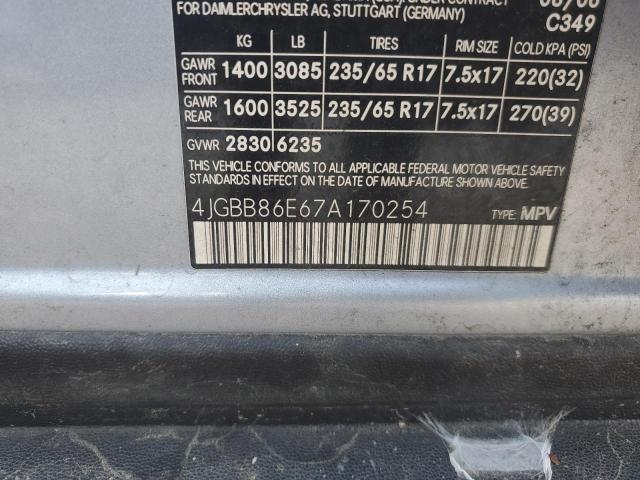 UNDER CONTRACT
FOR DAIMLERCHRYSLER AG, STUTTGART (GERMANY) C349
KG LB TIRES RIM SIZE COLD KPA (PSI)
GAWR FRONT 1400 3085 235/65 R17 7.5x17 220(32)
GAWR REAR 1600 3525 235/65 R17 7.5x17 270(39)
GVWR 2830 6235
THIS VEHICLE CONFORMS TO ALL APPLICABLE FEDERAL MOTOR VEHICLE SAFETY
STANDARDS IN EFFECT ON THE DATE OF MANUFACTURE SHOWN ABOVE.
4JGBB86E67A170254 TYPE: MPV